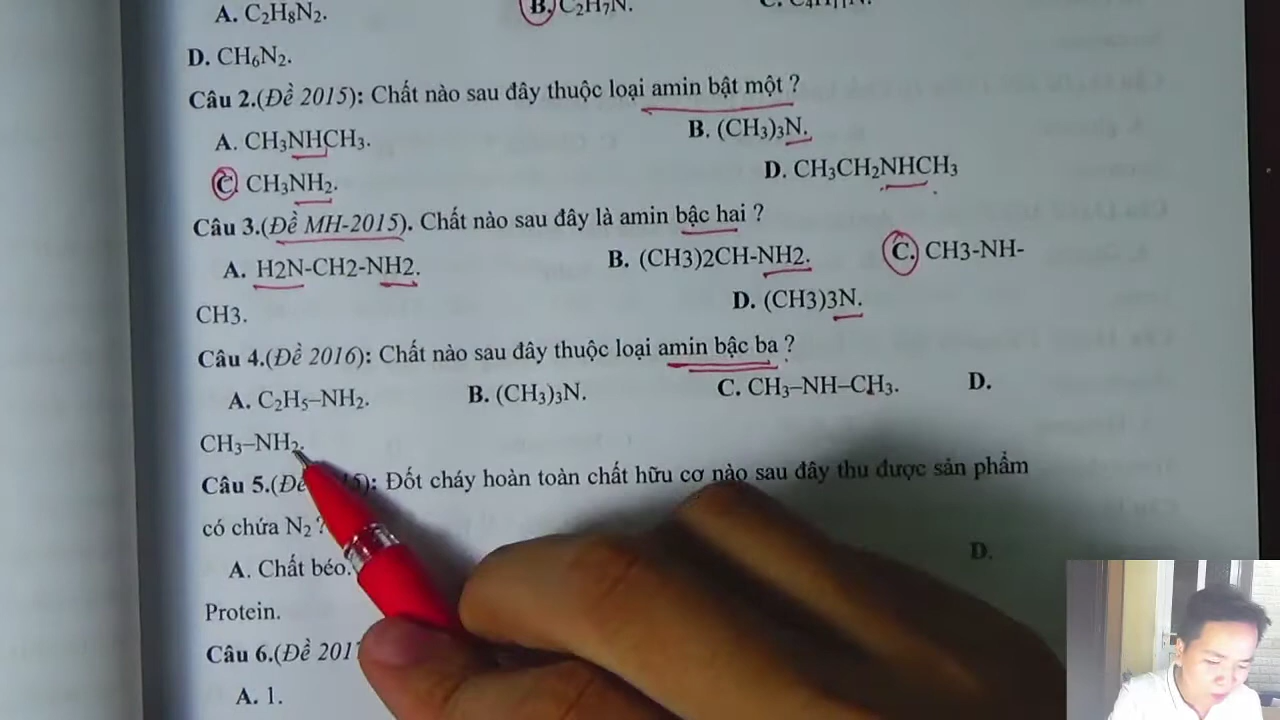 A. C₂H₈N₂. B. C₂H₇N.
D. CH₆N₂.
Câu 2.(Đề 2015): Chất nào sau đây thuộc loại amin bật một ?
A. CH₃NHCH₃. B. (CH₃)₃N.
C. CH₃NH₂. D. CH₃CH₂NHCH₃
Câu 3.(Đề MH-2015). Chất nào sau đây là amin bậc hai ?
A. H2N-CH2-NH2. B. (CH3)2CH-NH2. C. CH3-NH-
CH3. D. (CH3)3N.
Câu 4.(Đề 2016): Chất nào sau đây thuộc loại amin bậc ba ?
A. C₂H₅–NH₂. B. (CH₃)₃N. C. CH₃–NH–CH₃. D.
CH₃–NH₂.
Câu 5.(Đề 15): Đốt cháy hoàn toàn chất hữu cơ nào sau đây thu được sản phẩm
có chứa N₂ ?
A. Chất béo. D.
Protein.
Câu 6.(Đề 201
A. 1.